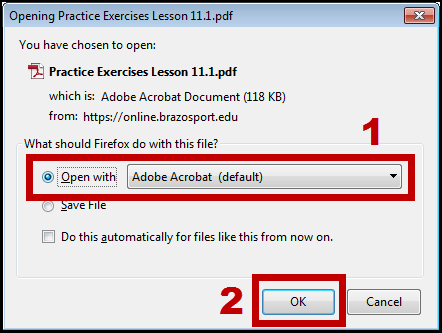 Opening Practice Exercises Lesson 11.1.pdf
You have chosen to open:
Practice Exercises Lesson 11.1.pdf
which is: Adobe Acrobat Document (118 KB)
from: https://online.brazosport.edu
1
What should Firefox do with this file?
Open with Adobe Acrobat (default)
Save File
Do this automatically for files like this from now on.
2 OK Cancel